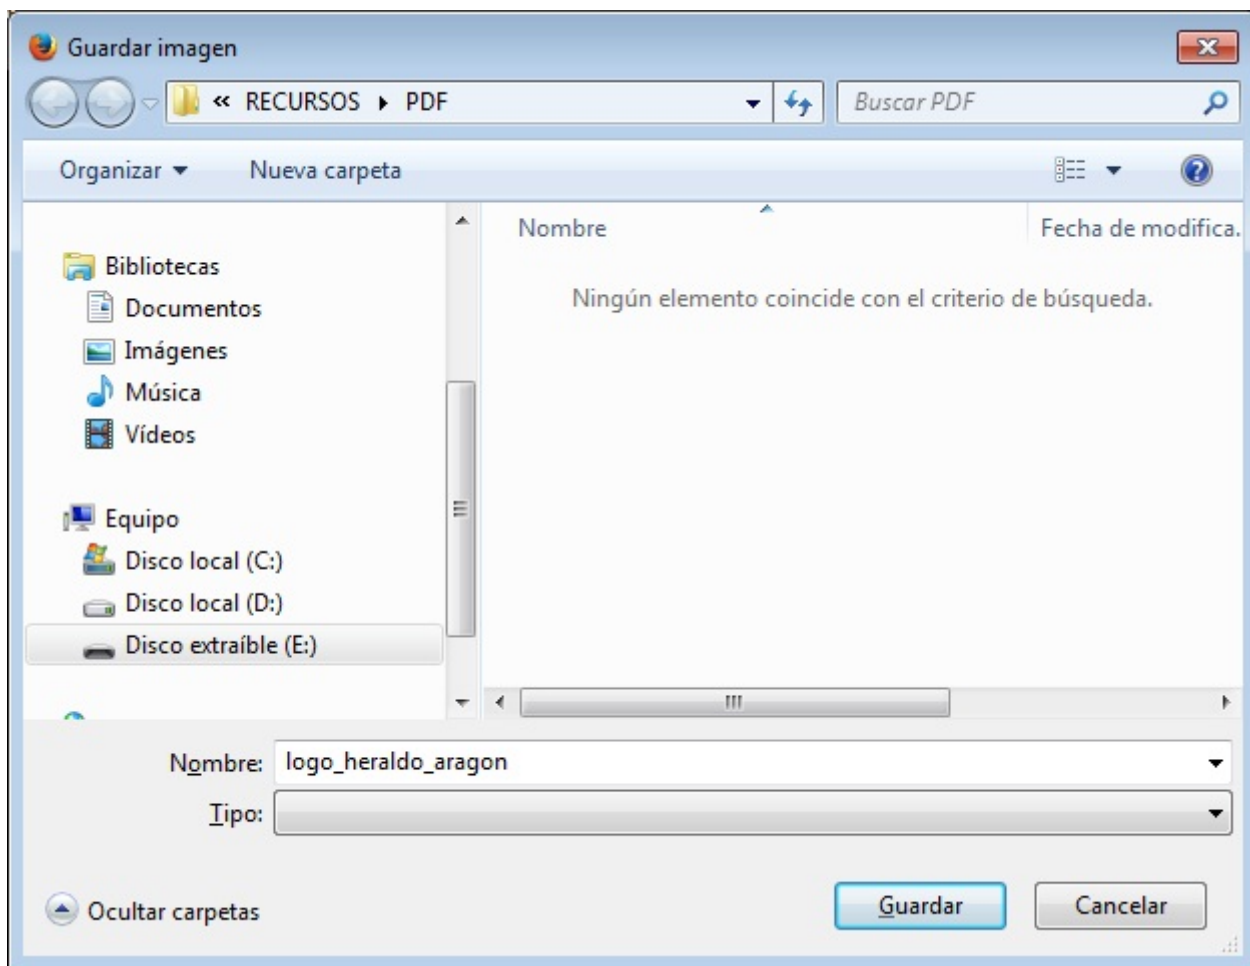 Guardar imagen
« RECURSOS ▸ PDF
Buscar PDF
Organizar
Nueva carpeta
Nombre
Fecha de modifica.
Ningún elemento coincide con el criterio de búsqueda.
Bibliotecas
Documentos
Imágenes
Música
Vídeos
Equipo
Disco local (C:)
Disco local (D:)
Disco extraíble (E:)
Nombre: logo_heraldo_aragon
Tipo:
Ocultar carpetas
Guardar
Cancelar